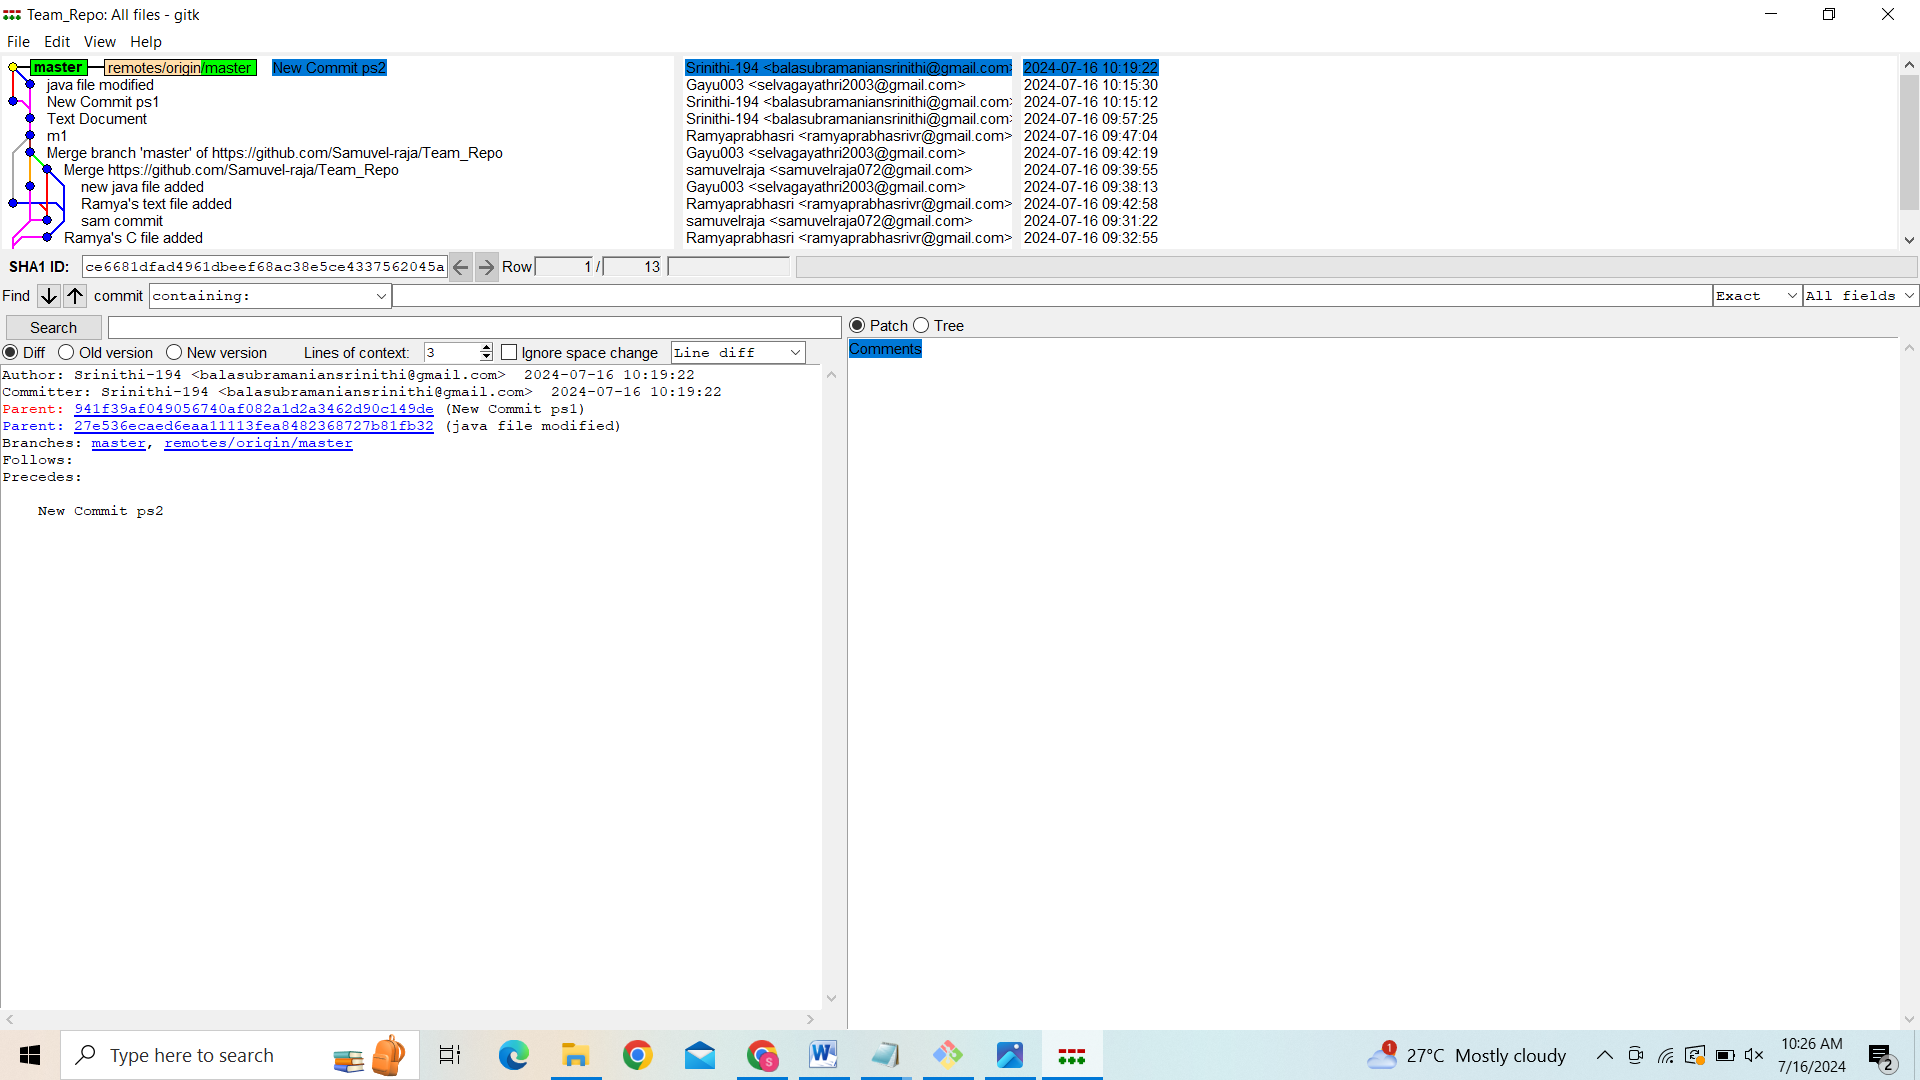 Team_Repo: All files - gitk
File Edit View Help
master remotes/origin/master New Commit ps2 Srinithi-194 <balasubramaniansrinithi@gmail.com> 2024-07-16 10:19:22
java file modified Gayu003 <selvagayathri2003@gmail.com> 2024-07-16 10:15:30
New Commit ps1 Srinithi-194 <balasubramaniansrinithi@gmail.com> 2024-07-16 10:15:12
Text Document Srinithi-194 <balasubramaniansrinithi@gmail.com> 2024-07-16 09:57:25
m1 Ramyaprabhasri <ramyaprabhasrivr@gmail.com> 2024-07-16 09:47:04
Merge branch 'master' of https://github.com/Samuvel-raja/Team_Repo Gayu003 <selvagayathri2003@gmail.com> 2024-07-16 09:42:19
Merge https://github.com/Samuvel-raja/Team_Repo samuvelraja <samuvelraja072@gmail.com> 2024-07-16 09:39:55
new java file added Gayu003 <selvagayathri2003@gmail.com> 2024-07-16 09:38:13
Ramya's text file added Ramyaprabhasri <ramyaprabhasrivr@gmail.com> 2024-07-16 09:42:58
sam commit samuvelraja <samuvelraja072@gmail.com> 2024-07-16 09:31:22
Ramya's C file added Ramyaprabhasri <ramyaprabhasrivr@gmail.com> 2024-07-16 09:32:55
SHA1 ID: ce6681dfad4961dbeef68ac38e5ce4337562045a Row 1 / 13
Find commit containing: Exact All fields
Search Patch Tree
Diff Old version New version Lines of context: 3 Ignore space change Line diff
Comments
Author: Srinithi-194 <balasubramaniansrinithi@gmail.com> 2024-07-16 10:19:22
Committer: Srinithi-194 <balasubramaniansrinithi@gmail.com> 2024-07-16 10:19:22
Parent: 941f39af049056740af082a1d2a3462d90c149de (New Commit ps1)
Parent: 27e536ecaed6eaa11113fea8482368727b81fb32 (java file modified)
Branches: master, remotes/origin/master
Follows:
Precedes:
New Commit ps2
Type here to search
S
W
1
27°C Mostly cloudy
10:26 AM
7/16/2024
2